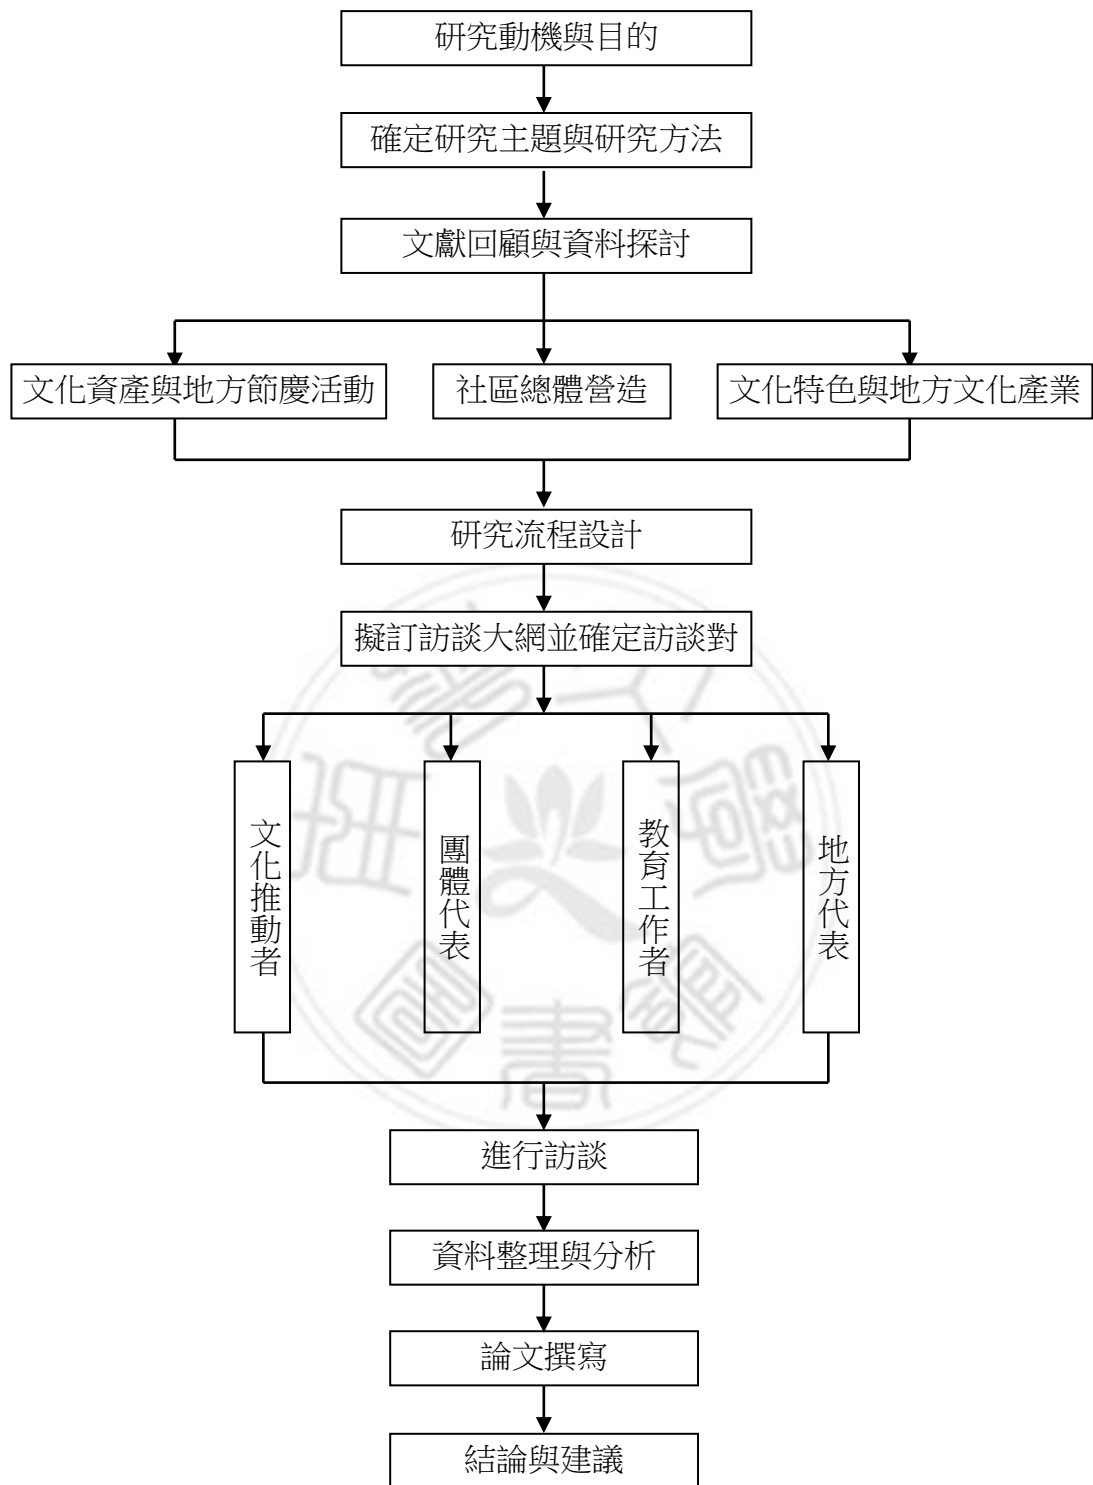 研究動機與目的
確定研究主題與研究方法
文獻回顧與資料探討
文化資產與地方節慶活動
社區總體營造
文化特色與地方文化產業
研究流程設計
擬訂訪談大網並確定訪談對
文化推動者
團體代表
教育工作者
地方代表
進行訪談
資料整理與分析
論文撰寫
結論與建議